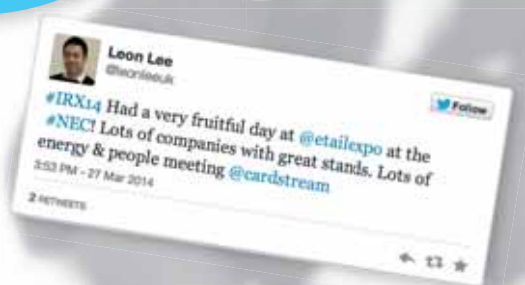 Leon Lee
@leonleeuk
Follow
#IRX14 Had a very fruitful day at @etailexpo at the
#NEC! Lots of companies with great stands. Lots of
energy & people meeting @cardstream
3:53 PM - 27 Mar 2014
2 RETWEETS